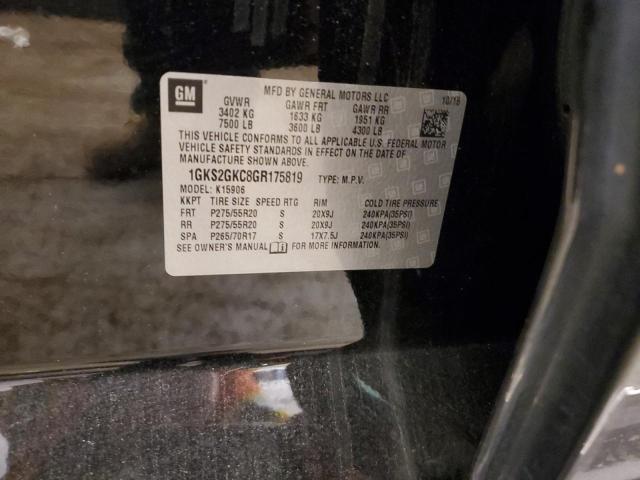 GM
MFD BY GENERAL MOTORS LLC
10/15
GVWR GAWR FRT GAWR RR
3402 KG 1633 KG 1951 KG
7500 LB 3600 LB 4300 LB
THIS VEHICLE CONFORMS TO ALL APPLICABLE U.S. FEDERAL MOTOR
VEHICLE SAFETY STANDARDS IN EFFECT ON THE DATE OF
MANUFACTURE SHOWN ABOVE.
1GKS2GKC8GR175819 TYPE: M.P.V.
MODEL: K15906
KKPT TIRE SIZE SPEED RTG RIM COLD TIRE PRESSURE
FRT P275/55R20 S 20X9J 240KPA(35PSI)
RR P275/55R20 S 20X9J 240KPA(35PSI)
SPA P265/70R17 S 17X7.5J 240KPA(35PSI)
SEE OWNER'S MANUAL FOR MORE INFORMATION.